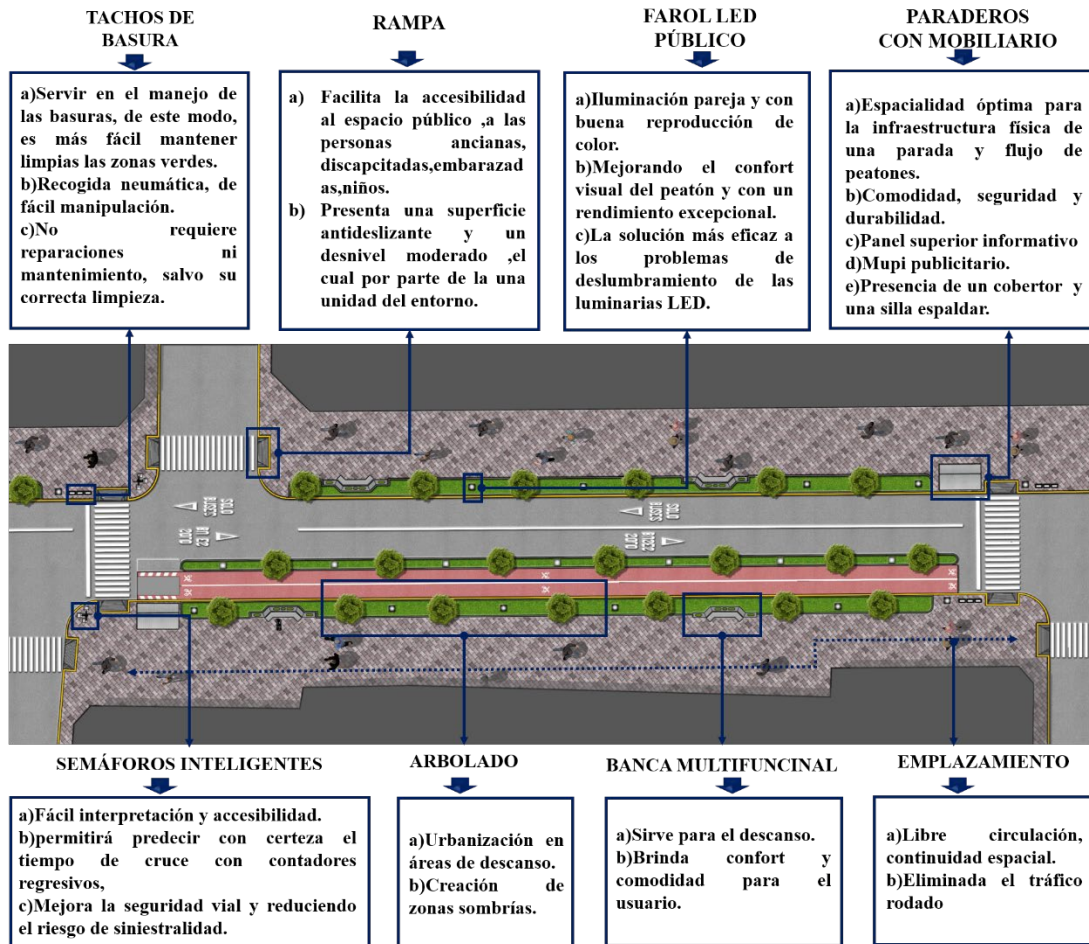 TACHOS DE
BASURA
a)Servir en el manejo de
las basuras, de este modo,
es más fácil mantener
limpias las zonas verdes.
b)Recogida neumática, de
fácil manipulación.
c)No requiere
reparaciones ni
mantenimiento, salvo su
correcta limpieza.
RAMPA
a) Facilita la accesibilidad
al espacio público ,a las
personas ancianas,
discapcitadas,embarazad
as,niños.
b) Presenta una superficie
antideslizante y un
desnivel moderado ,el
cual por parte de la una
unidad del entorno.
FAROL LED
PÚBLICO
a)Iluminación pareja y con
buena reproducción de
color.
b)Mejorando el confort
visual del peatón y con un
rendimiento excepcional.
c)La solución más eficaz a
los problemas de
deslumbramiento de las
luminarias LED.
PARADEROS
CON MOBILIARIO
a)Espacialidad óptima para
la infraestructura física de
una parada y flujo de
peatones.
b)Comodidad, seguridad y
durabilidad.
c)Panel superior informativo
d)Mupi publicitario.
e)Presencia de un cobertor y
una silla espaldar.
SOLO
BUSES
SOLO
BUSES
SOLO
SOLO
BUSES
SEMÁFOROS INTELIGENTES
a)Fácil interpretación y accesibilidad.
b)permitirá predecir con certeza el
tiempo de cruce con contadores
regresivos,
c)Mejora la seguridad vial y reduciendo
el riesgo de siniestralidad.
ARBOLADO
a)Urbanización en
áreas de descanso.
b)Creación de
zonas sombrías.
BANCA MULTIFUNCINAL
a)Sirve para el descanso.
b)Brinda confort y
comodidad para el
usuario.
EMPLAZAMIENTO
a)Libre circulación,
continuidad espacial.
b)Eliminada el tráfico
rodado